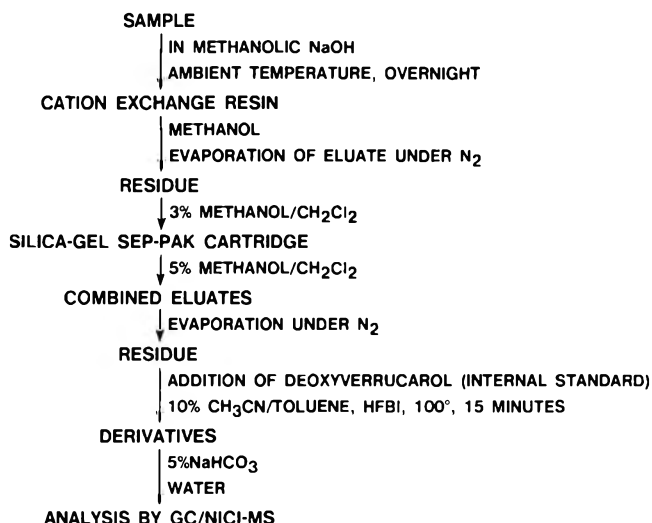 SAMPLE
IN METHANOLIC NaOH
AMBIENT TEMPERATURE, OVERNIGHT
CATION EXCHANGE RESIN
METHANOL
EVAPORATION OF ELUATE UNDER N2
RESIDUE
3% METHANOL/CH2Cl2
SILICA-GEL SEP-PAK CARTRIDGE
5% METHANOL/CH2Cl2
COMBINED ELUATES
EVAPORATION UNDER N2
RESIDUE
ADDITION OF DEOXYVERRUCAROL (INTERNAL STANDARD)
10% CH3CN/TOLUENE, HFBI, 100°, 15 MINUTES
DERIVATIVES
5%NaHCO3
WATER
ANALYSIS BY GC/NICI-MS